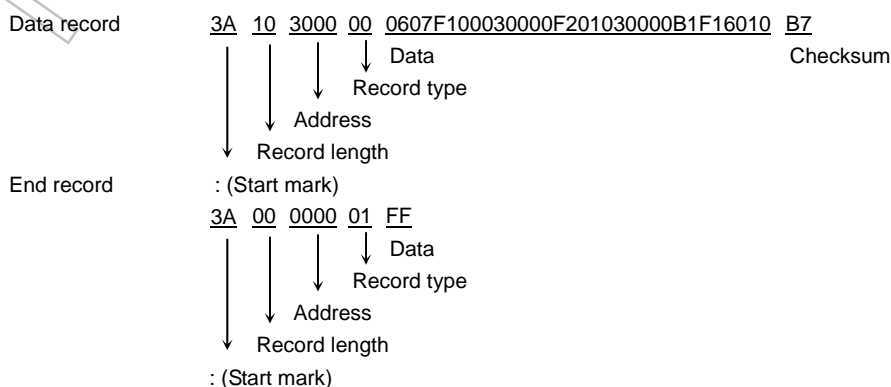 Data record 3A 10 3000 00 0607F100030000F201030000B1F16010 B7
Data Checksum
Record type
Address
Record length
End record : (Start mark)
3A 00 0000 01 FF
Data
Record type
Address
Record length
: (Start mark)